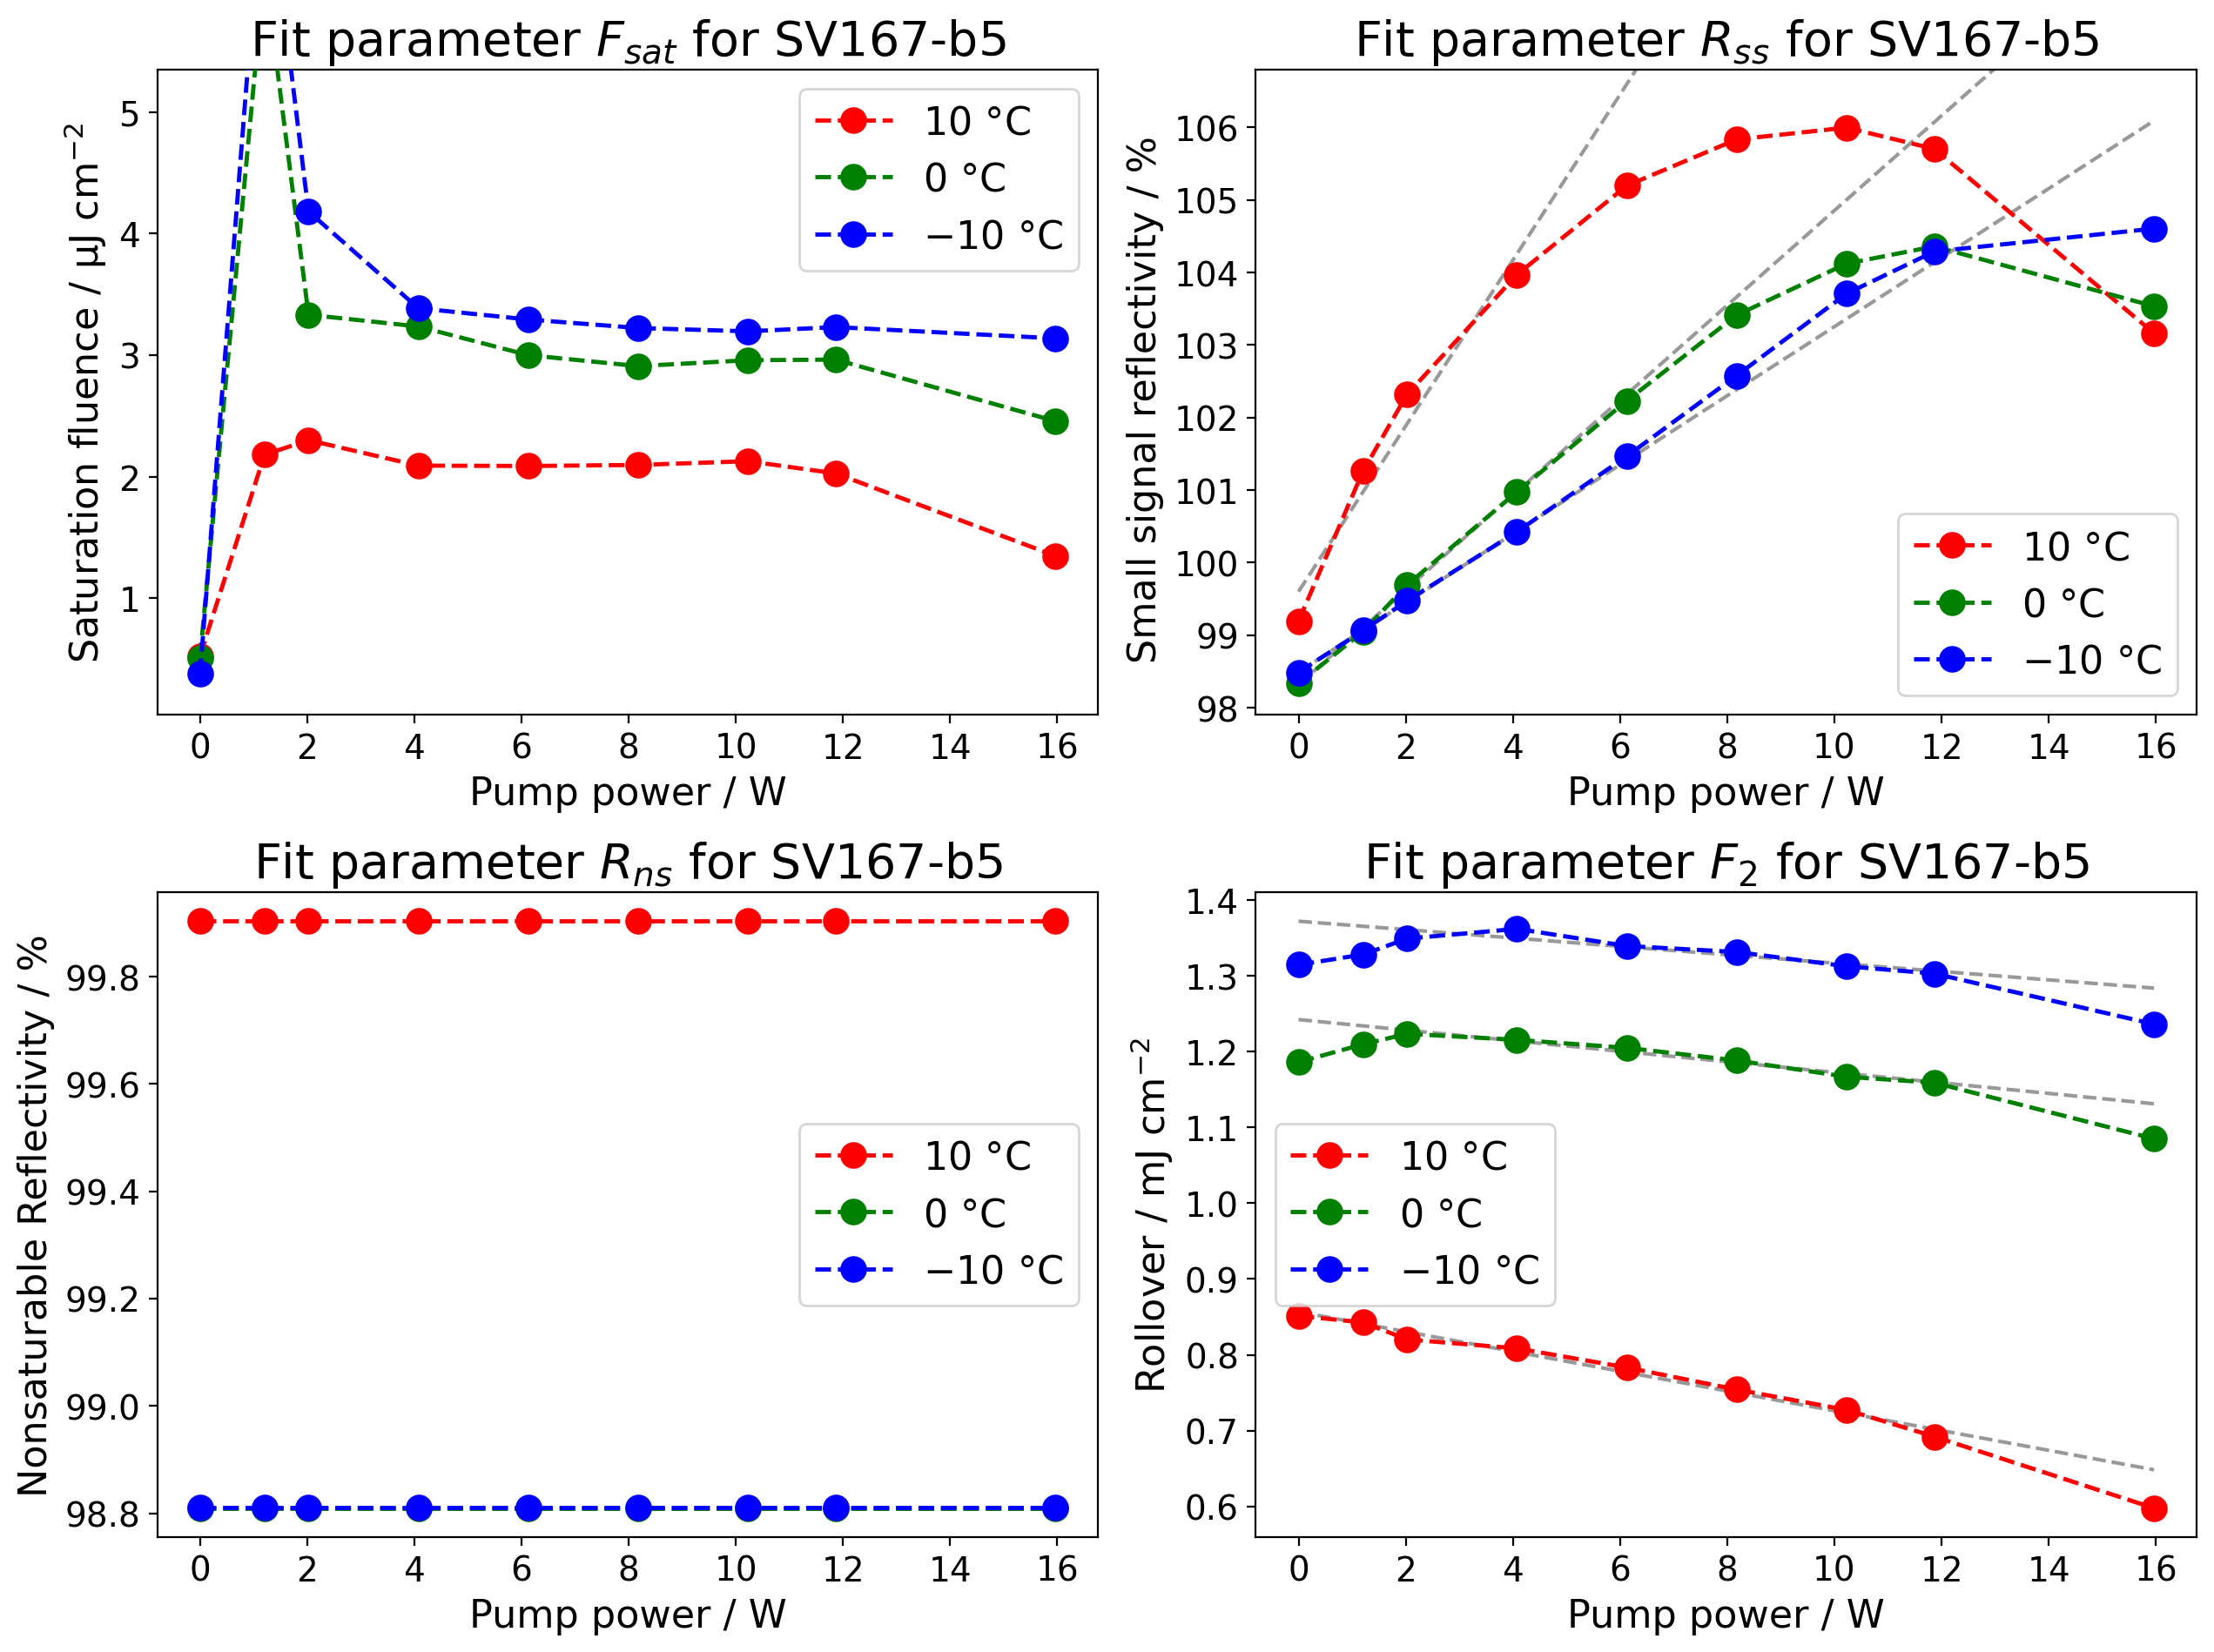 Fit parameter F_sat for SV167-b5
Saturation fluence / µJ cm⁻²
5
4
3
2
1
10 °C
0 °C
−10 °C
0 2 4 6 8 10 12 14 16
Pump power / W
Fit parameter R_ss for SV167-b5
Small signal reflectivity / %
106
105
104
103
102
101
100
99
98
10 °C
0 °C
−10 °C
0 2 4 6 8 10 12 14 16
Pump power / W
Fit parameter R_ns for SV167-b5
Nonsaturable Reflectivity / %
99.8
99.6
99.4
99.2
99.0
98.8
10 °C
0 °C
−10 °C
0 2 4 6 8 10 12 14 16
Pump power / W
Fit parameter F₂ for SV167-b5
Rollover / mJ cm⁻²
1.4
1.3
1.2
1.1
1.0
0.9
0.8
0.7
0.6
10 °C
0 °C
−10 °C
0 2 4 6 8 10 12 14 16
Pump power / W